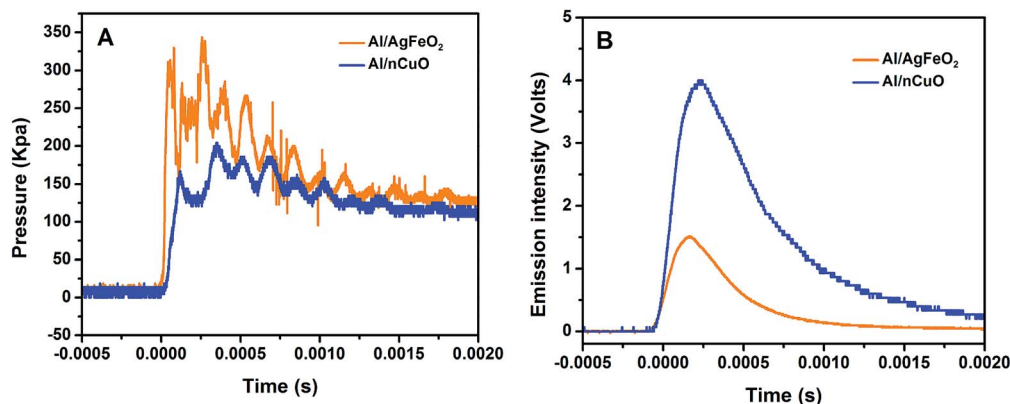 A
Al/AgFeO₂
Al/nCuO
350
300
250
200
150
100
50
0
-50
-0.0005 0.0000 0.0005 0.0010 0.0015 0.0020
Pressure (Kpa)
Time (s)
B
Al/AgFeO₂
Al/nCuO
5
4
3
2
1
0
-0.0005 0.0000 0.0005 0.0010 0.0015 0.0020
Emission intensity (Volts)
Time (s)